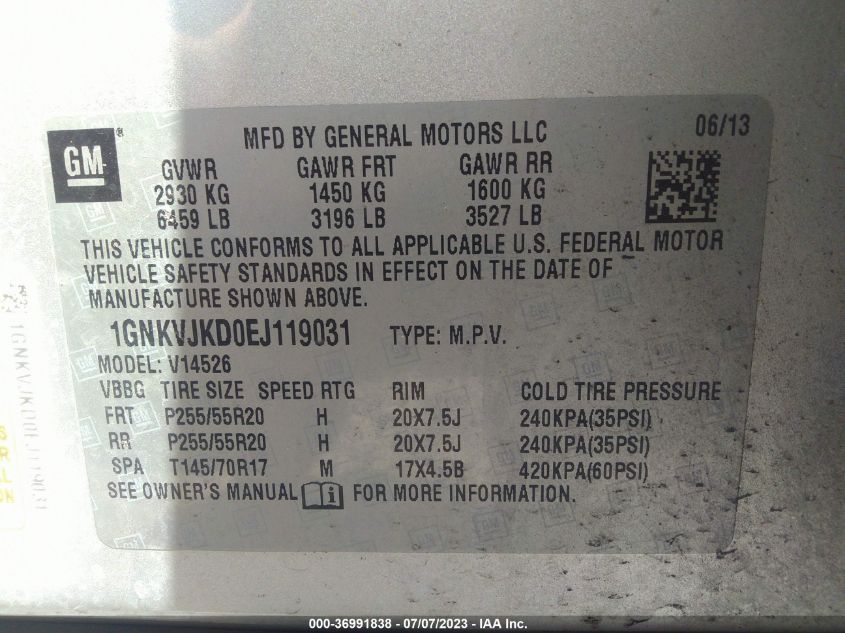 GM ® MFD BY GENERAL MOTORS LLC 06/13
GVWR GAWR FRT GAWR RR
2930 KG 1450 KG 1600 KG
6459 LB 3196 LB 3527 LB
THIS VEHICLE CONFORMS TO ALL APPLICABLE U.S. FEDERAL MOTOR
VEHICLE SAFETY STANDARDS IN EFFECT ON THE DATE OF
MANUFACTURE SHOWN ABOVE.
1GNKVJKD0EJ119031 TYPE: M.P.V.
MODEL: V14526
VBBG TIRE SIZE SPEED RTG RIM COLD TIRE PRESSURE
FRT P255/55R20 H 20X7.5J 240KPA(35PSI)
RR P255/55R20 H 20X7.5J 240KPA(35PSI)
SPA T145/70R17 M 17X4.5B 420KPA(60PSI)
SEE OWNER'S MANUAL FOR MORE INFORMATION.
1GNKVJKD0EJ119031
000-36991838 - 07/07/2023 - IAAI Inc.